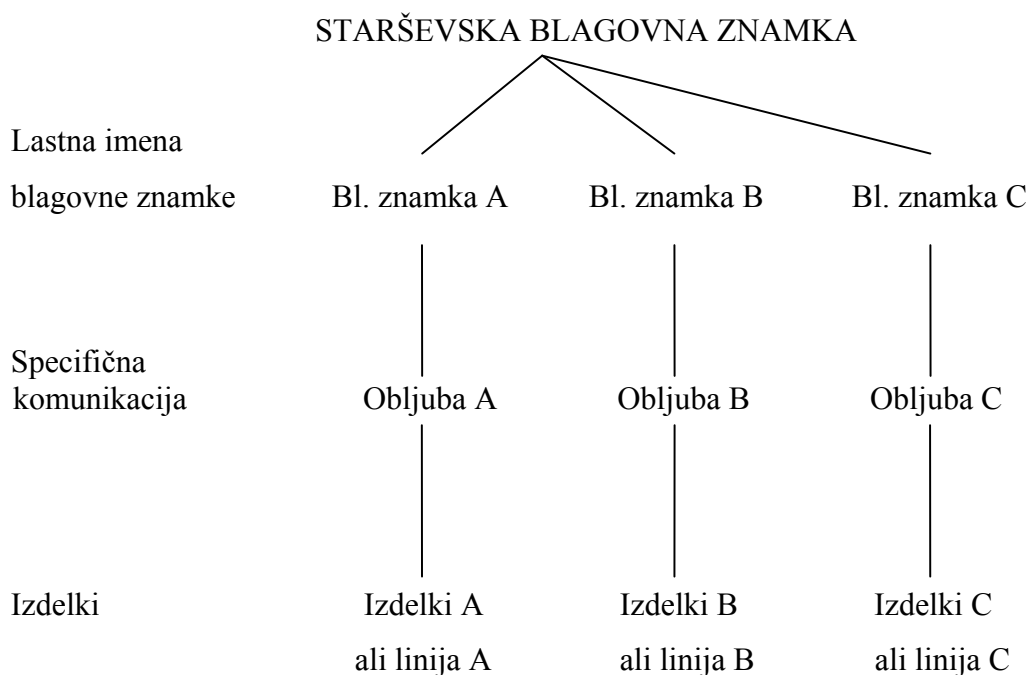 STARŠEVSKA BLAGOVNA ZNAMKA
Lastna imena
blagovne znamke Bl. znamka A Bl. znamka B Bl. znamka C
Specifična
komunikacija Obljuba A Obljuba B Obljuba C
Izdelki Izdelki A Izdelki B Izdelki C
ali linija A ali linija B ali linija C